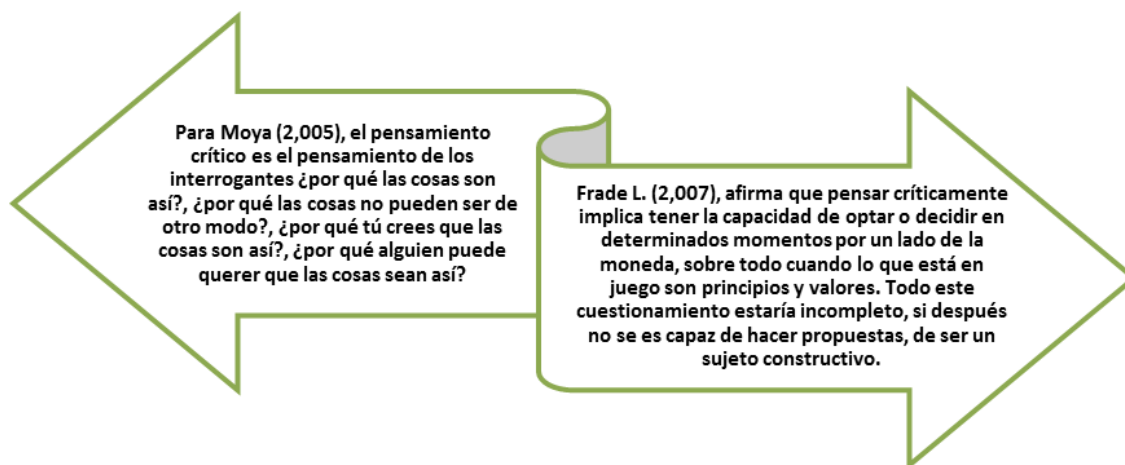 Para Moya (2,005), el pensamiento
crítico es el pensamiento de los
interrogantes ¿por qué las cosas son
así?, ¿por qué las cosas no pueden ser de
otro modo?, ¿por qué tú crees que las
cosas son así?, ¿por qué alguien puede
querer que las cosas sean así?
Frade L. (2,007), afirma que pensar críticamente
implica tener la capacidad de optar o decidir en
determinados momentos por un lado de la
moneda, sobre todo cuando lo que está en
juego son principios y valores. Todo este
cuestionamiento estaría incompleto, si después
no se es capaz de hacer propuestas, de ser un
sujeto constructivo.